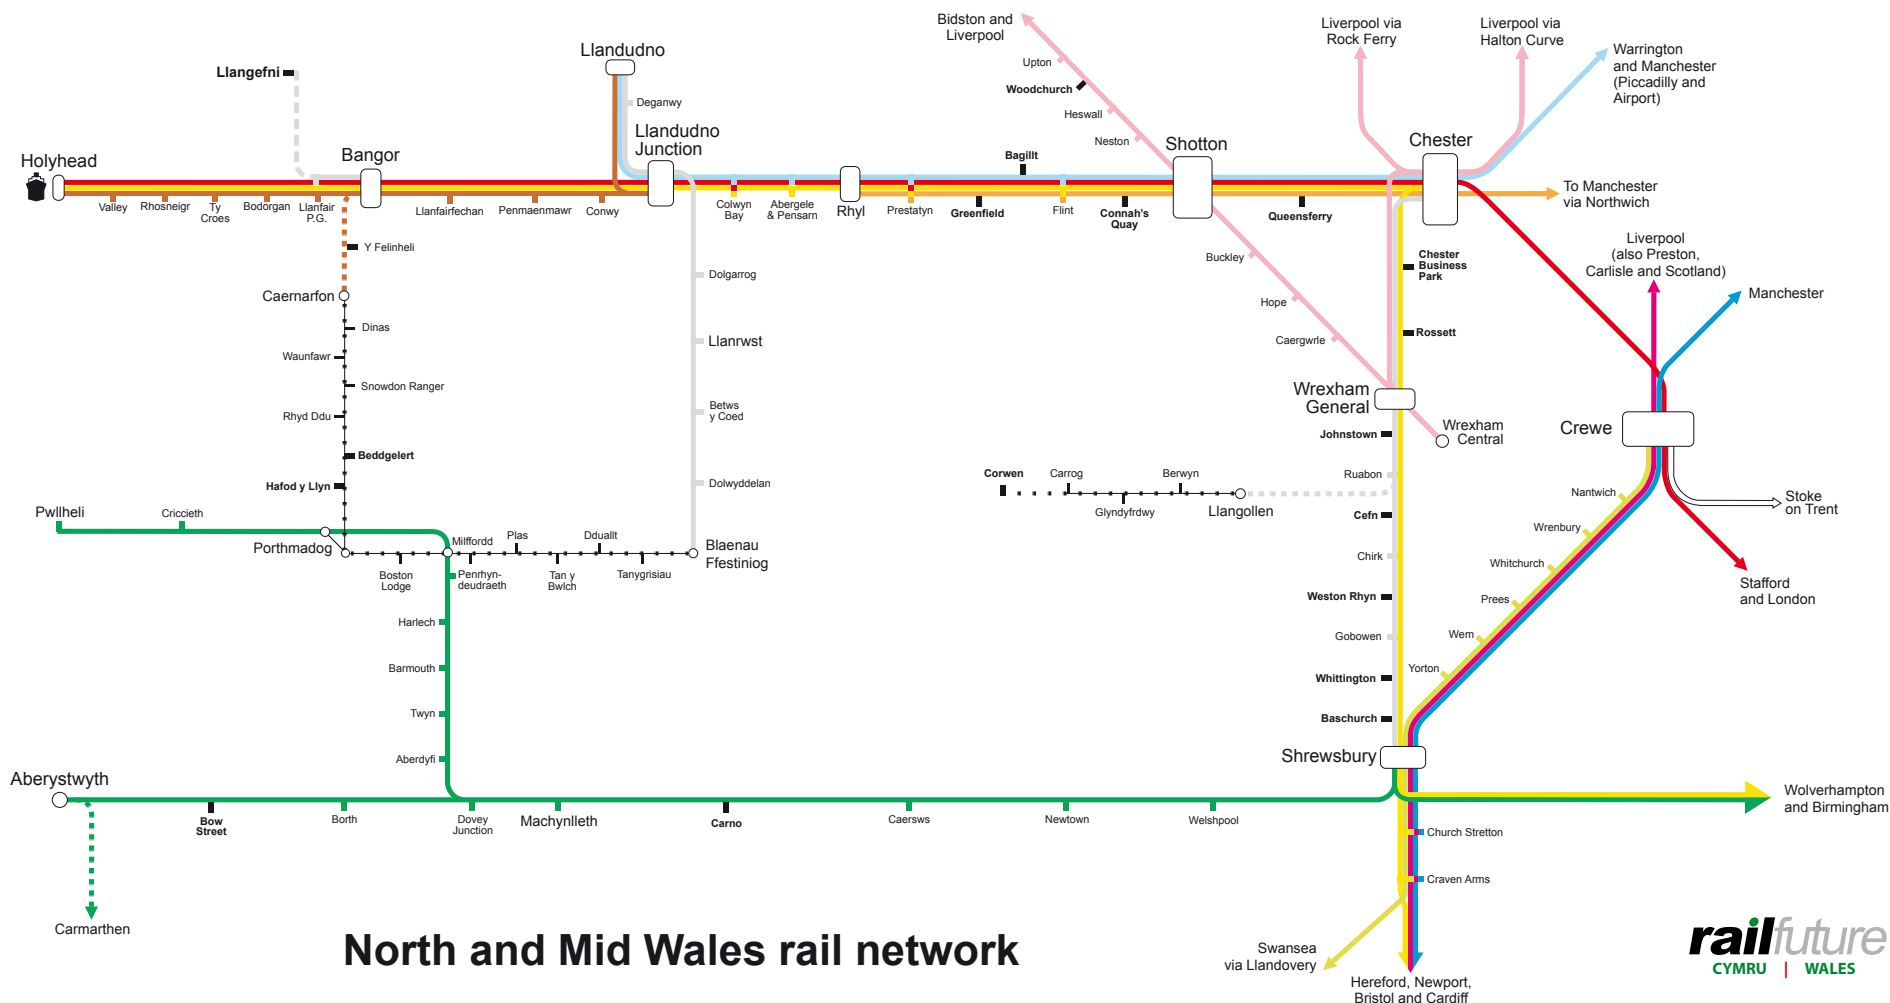 Bidston and
Liverpool
Liverpool via
Rock Ferry
Liverpool via
Halton Curve
Warrington
and Manchester
(Piccadilly and
Airport)
Llandudno
Llangefni
Upton
Woodchurch
Heswall
Neston
Deganwy
Llandudno
Junction
Shotton
Chester
Holyhead
Bangor
Bagillt
Valley
Rhosneigr
Ty
Croes
Bodorgan
Llanfair
P.G.
Llanfairfechan
Penmaenmawr
Conwy
Colwyn
Bay
Abergele
& Pensarn
Rhyl
Prestatyn
Greenfield
Flint
Connah's
Quay
Queensferry
To Manchester
via Northwich
Y Felinheli
Caernarfon
Dinas
Waunfawr
Snowdon Ranger
Rhyd Ddu
Beddgelert
Hafod y Llyn
Dolgarrog
Llanrwst
Betws
y Coed
Dolwyddelan
Buckley
Hope
Caergwrle
Chester
Business
Park
Rossett
Liverpool
(also Preston,
Carlisle and Scotland)
Manchester
Wrexham
General
Wrexham
Central
Crewe
Johnstown
Ruabon
Corwen
Carrog
Berwyn
Glyndyfrdwy
Llangollen
Cefn
Chirk
Weston Rhyn
Gobowen
Whittington
Baschurch
Nantwich
Wrenbury
Whitchurch
Prees
Wem
Yorton
Stoke
on Trent
Stafford
and London
Pwllheli
Criccieth
Porthmadog
Milffordd
Plas
Dduallt
Blaenau
Ffestiniog
Boston
Lodge
Penrhyn-
deudraeth
Tan y
Bwlch
Tanygrisiau
Harlech
Barmouth
Twyn
Aberdyfi
Shrewsbury
Aberystwyth
Bow
Street
Borth
Dovey
Junction
Machynlleth
Carno
Caersws
Newtown
Welshpool
Wolverhampton
and Birmingham
Church Stretton
Craven Arms
Carmarthen
Swansea
via Llandovery
Hereford, Newport,
Bristol and Cardiff
North and Mid Wales rail network
railfuture
CYMRU | WALES